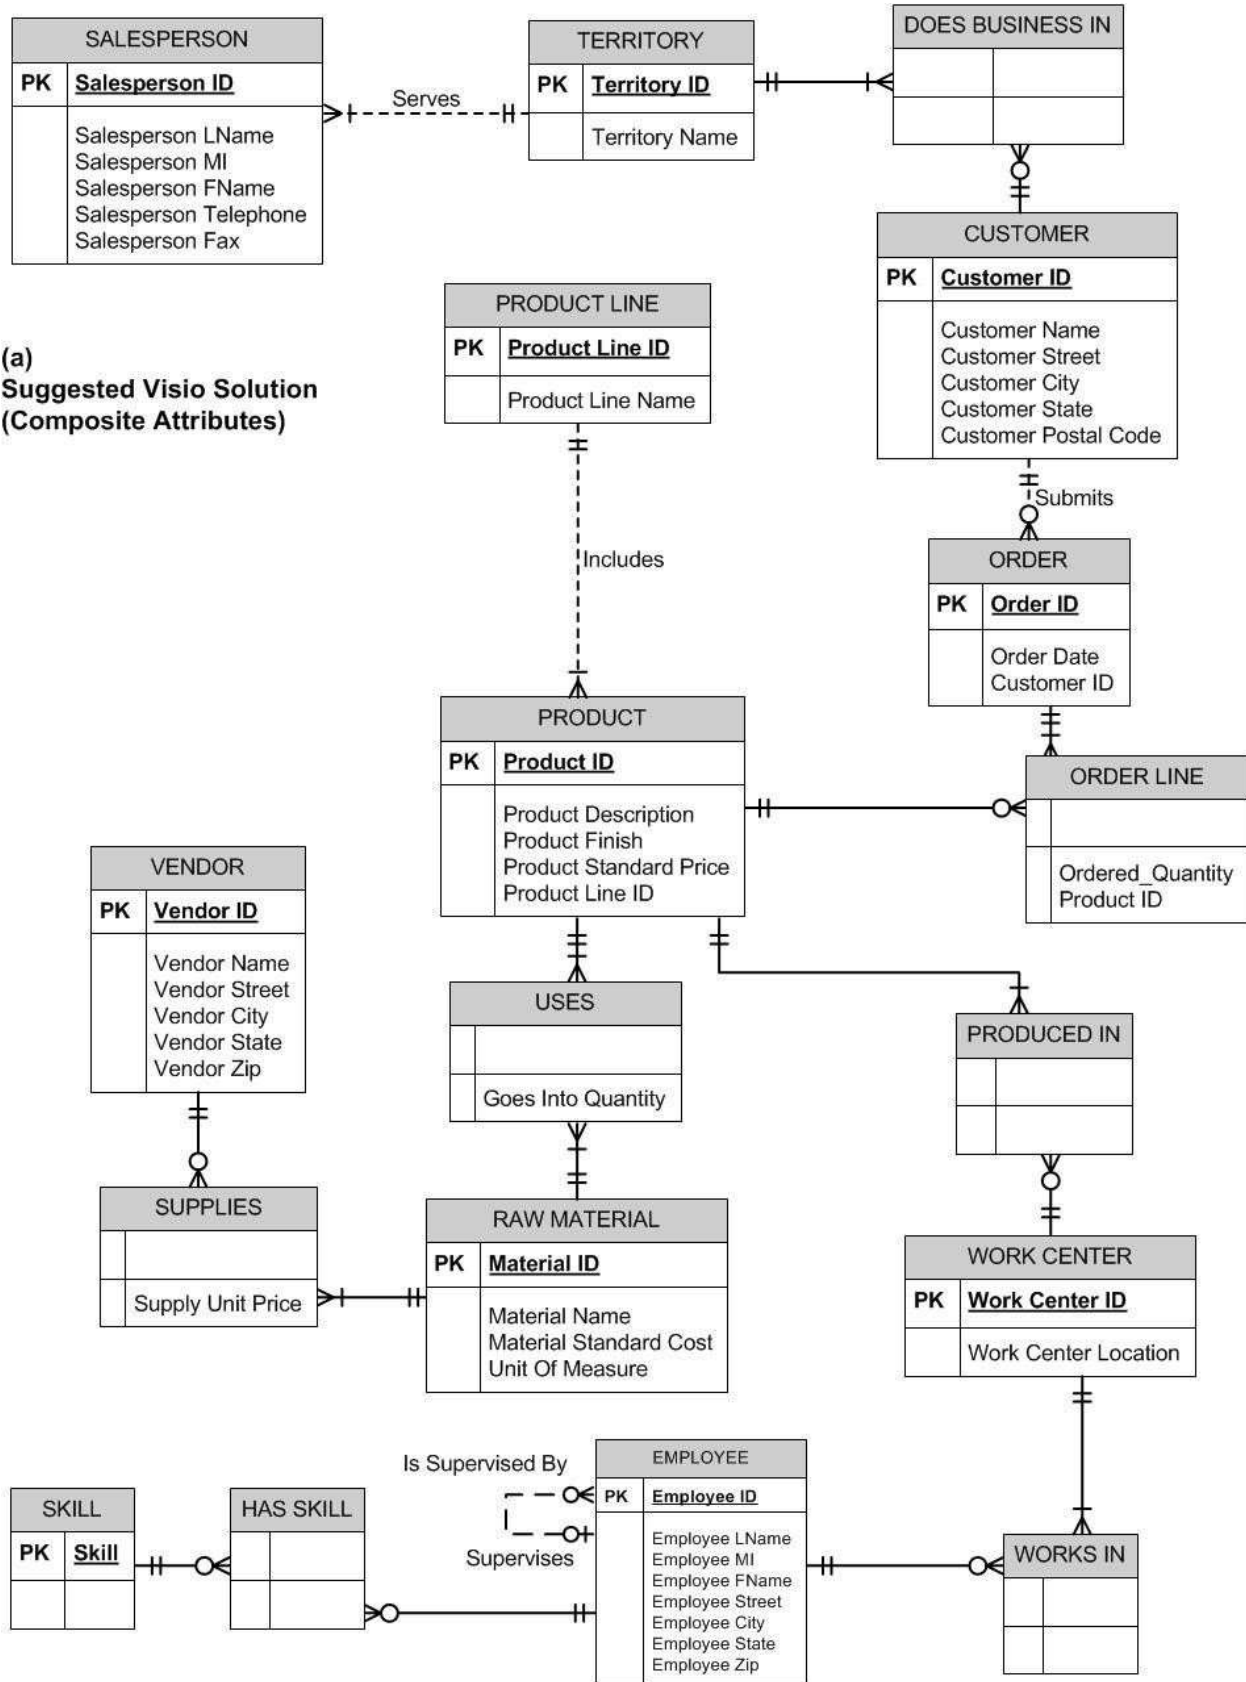 SALESPERSON
PK Salesperson ID
Salesperson LName
Salesperson MI
Salesperson FName
Salesperson Telephone
Salesperson Fax
Serves
TERRITORY
PK Territory ID
Territory Name
DOES BUSINESS IN
CUSTOMER
PK Customer ID
Customer Name
Customer Street
Customer City
Customer State
Customer Postal Code
PRODUCT LINE
PK Product Line ID
Product Line Name
(a)
Suggested Visio Solution
(Composite Attributes)
Submits
Includes
ORDER
PK Order ID
Order Date
Customer ID
PRODUCT
PK Product ID
Product Description
Product Finish
Product Standard Price
Product Line ID
ORDER LINE
Ordered_Quantity
Product ID
VENDOR
PK Vendor ID
Vendor Name
Vendor Street
Vendor City
Vendor State
Vendor Zip
USES
Goes Into Quantity
PRODUCED IN
SUPPLIES
Supply Unit Price
RAW MATERIAL
PK Material ID
Material Name
Material Standard Cost
Unit Of Measure
WORK CENTER
PK Work Center ID
Work Center Location
Is Supervised By
Supervises
EMPLOYEE
PK Employee ID
Employee LName
Employee MI
Employee FName
Employee Street
Employee City
Employee State
Employee Zip
SKILL
PK Skill
HAS SKILL
WORKS IN